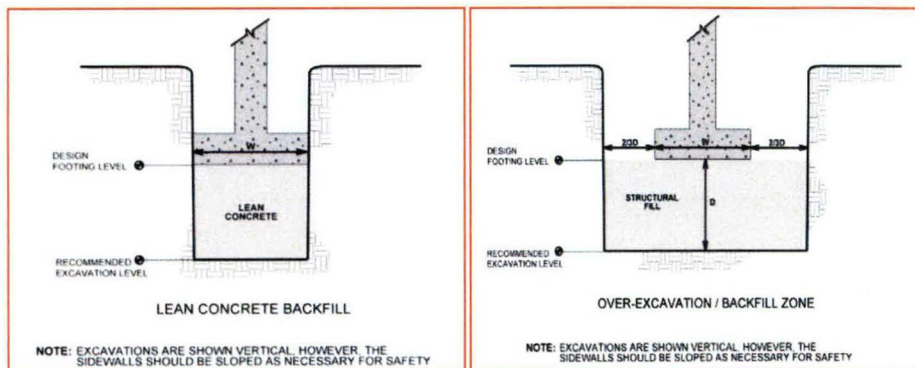 W
DESIGN
FOOTING LEVEL
LEAN
CONCRETE
RECOMMENDED
EXCAVATION LEVEL
LEAN CONCRETE BACKFILL
NOTE: EXCAVATIONS ARE SHOWN VERTICAL. HOWEVER, THE
SIDEWALLS SHOULD BE SLOPED AS NECESSARY FOR SAFETY
2/3D W 2/3D
DESIGN
FOOTING LEVEL
STRUCTURAL
FILL
D
RECOMMENDED
EXCAVATION LEVEL
OVER-EXCAVATION / BACKFILL ZONE
NOTE: EXCAVATIONS ARE SHOWN VERTICAL. HOWEVER, THE
SIDEWALLS SHOULD BE SLOPED AS NECESSARY FOR SAFETY